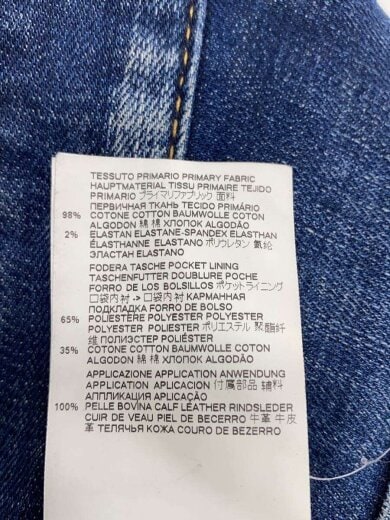 TESSUTO PRIMARIO PRIMARY FABRIC
HAUPTMATERIAL TISSU PRIMAIRE TEJIDO
PRIMARIO プライマリファブリック 面料
ПЕРВИЧНАЯ ТКАНЬ TECIDO PRIMÁRIO
98% COTONE COTTON BAUMWOLLE COTON
ALGODON 綿 棉 ХЛОПОК ALGODÃO
2% ELASTAN ELASTANE-SPANDEX ELASTHAN
ÉLASTHANNE ELASTANO ポリウレタン 氨纶
ЭЛАСТАН ELASTANO
FODERA TASCHE POCKET LINING
TASCHENFUTTER DOUBLURE POCHE
FORRO DE LOS BOLSILLOS ポケットライニング
口袋内衬 -> 口袋内衬 КАРМАННАЯ
ПОДКЛАДКА FORRO DE BOLSO
65% POLIESTERE POLYESTER POLYESTER
POLYESTER POLIESTER ポリエステル 聚酯纤
维 ПОЛИЭСТЕР POLIÉSTER
35% COTONE COTTON BAUMWOLLE COTON
ALGODON 綿 棉 ХЛОПОК ALGODÃO
APPLICAZIONE APPLICATION ANWENDUNG
APPLICATION APLICACION 付属部品 辅料
АППЛИКАЦИЯ APLICAÇÃO
100% PELLE BOVINA CALF LEATHER RINDSLEDER
CUIR DE VEAU PIEL DE BECERRO 牛革 牛皮
革 ТЕЛЯЧЬЯ КОЖА COURO DE BEZERRO